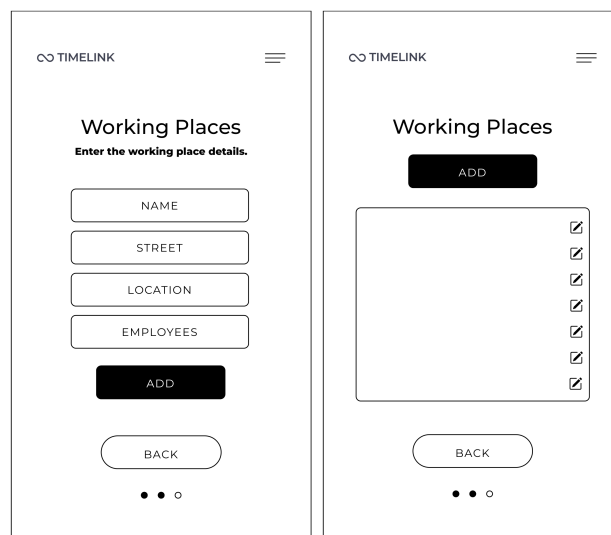 TIMELINK
Working Places
Enter the working place details.
NAME
STREET
LOCATION
EMPLOYEES
ADD
BACK
TIMELINK
Working Places
ADD
BACK